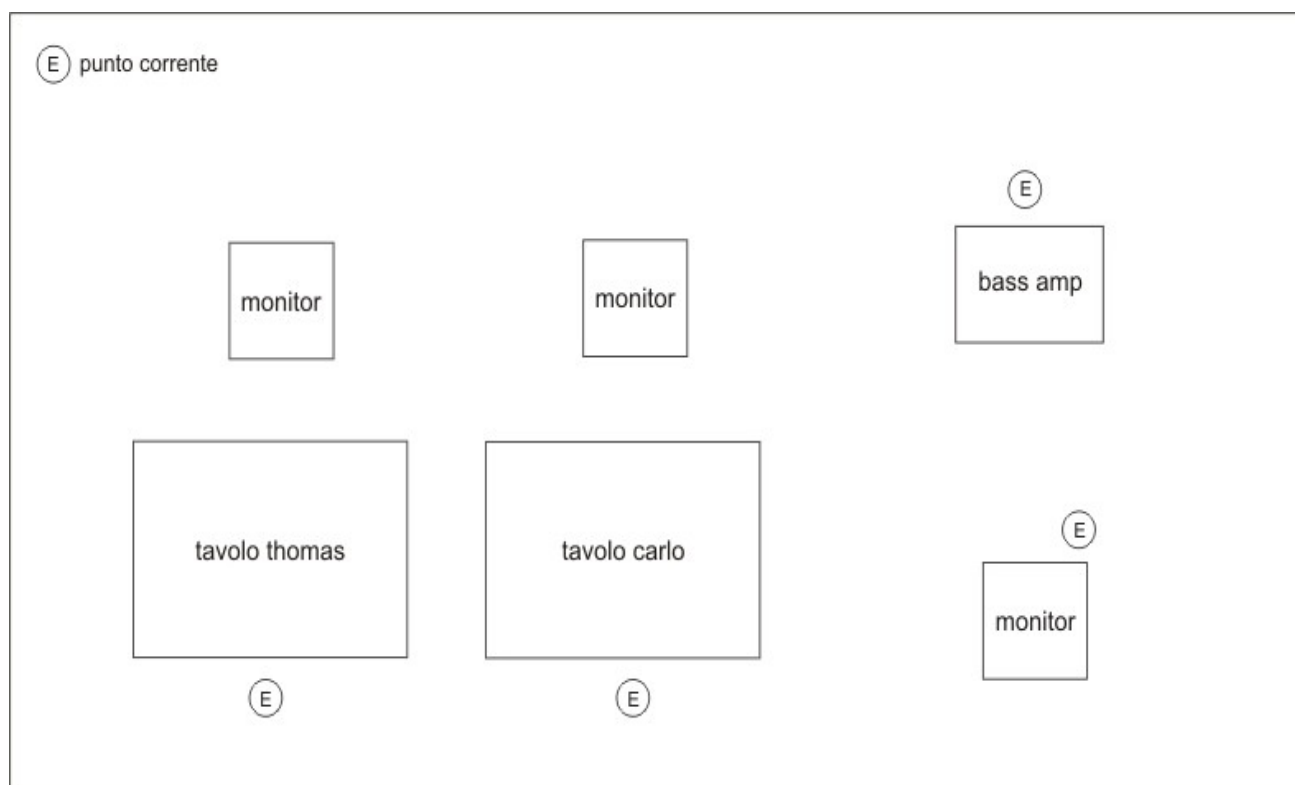 E punto corrente
E
monitor
monitor
bass amp
tavolo thomas
tavolo carlo
E
monitor
E
E